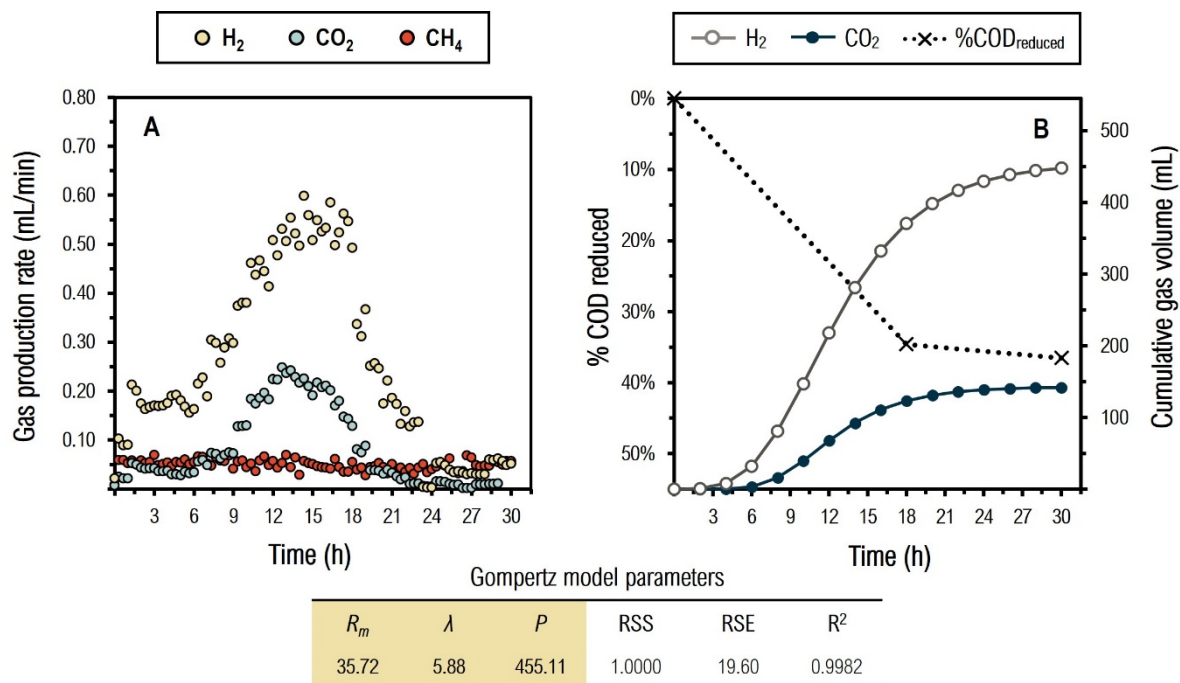 H₂ CO₂ CH₄
H₂ CO₂ %COD reduced
A
Gas production rate (mL/min)
0.80
0.70
0.60
0.50
0.40
0.30
0.20
0.10
3 6 9 12 15 18 21 24 27 30
Time (h)
B
% COD reduced
0%
10%
20%
30%
40%
50%
500
400
300
200
100
Cumulative gas volume (mL)
3 6 9 12 15 18 21 24 27 30
Time (h)
Gompertz model parameters
Rm λ P RSS RSE R²
35.72 5.88 455.11 1.0000 19.60 0.9982